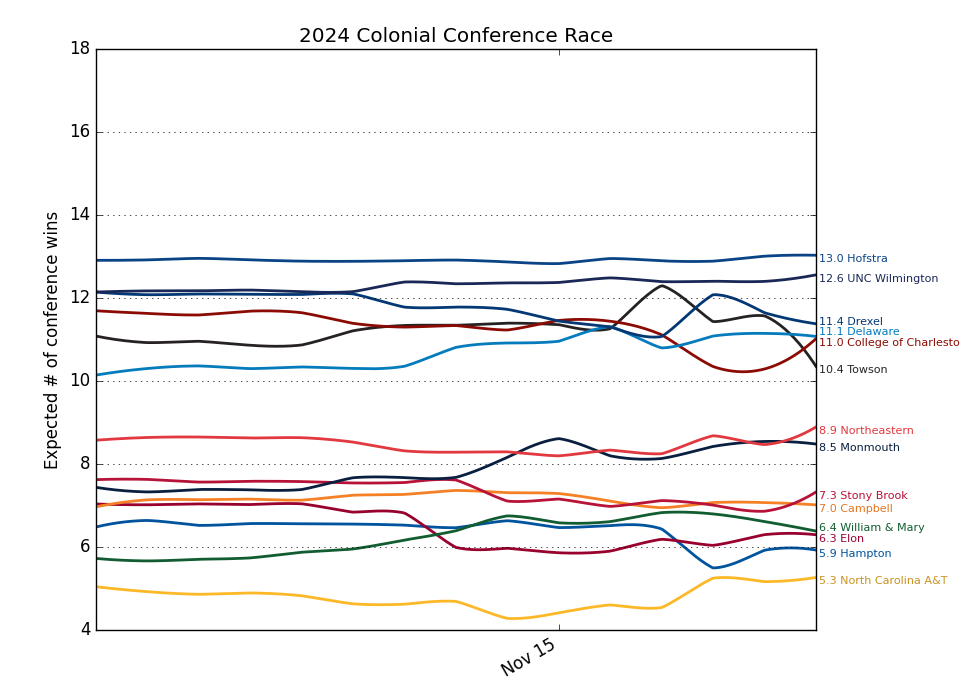 2024 Colonial Conference Race
Expected # of conference wins
18
16
14
12
10
8
6
4
Nov 15
13.0 Hofstra
12.6 UNC Wilmington
11.4 Drexel
11.1 Delaware
11.0 College of Charlesto
10.4 Towson
8.9 Northeastern
8.5 Monmouth
7.3 Stony Brook
7.0 Campbell
6.4 William & Mary
6.3 Elon
5.9 Hampton
5.3 North Carolina A&T